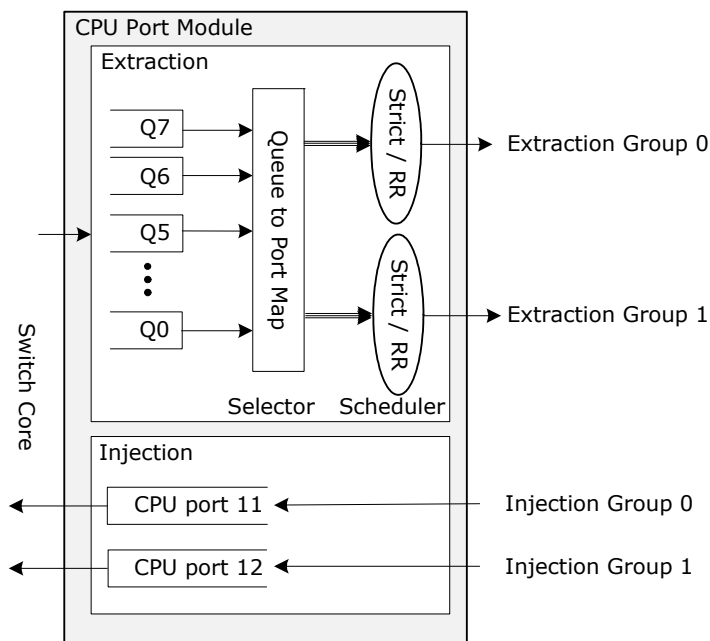 CPU Port Module
Extraction
Q7
Q6
Q5
Q0
Queue to Port Map
Strict / RR
Extraction Group 0
Strict / RR
Extraction Group 1
Selector
Scheduler
Switch Core
Injection
CPU port 11
Injection Group 0
CPU port 12
Injection Group 1